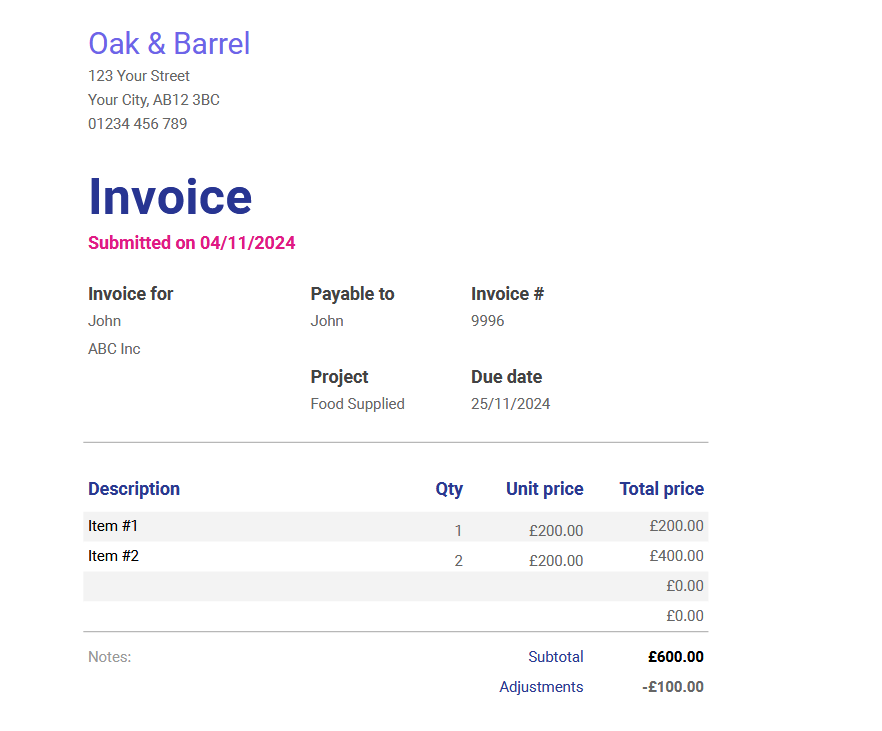 Oak & Barrel
123 Your Street
Your City, AB12 3BC
01234 456 789
Invoice
Submitted on 04/11/2024
Invoice for Payable to Invoice #
John John 9996
ABC Inc
Project Due date
Food Supplied 25/11/2024
Description Qty Unit price Total price
Item #1 1 £200.00 £200.00
Item #2 2 £200.00 £400.00
£0.00
£0.00
Notes: Subtotal £600.00
Adjustments -£100.00